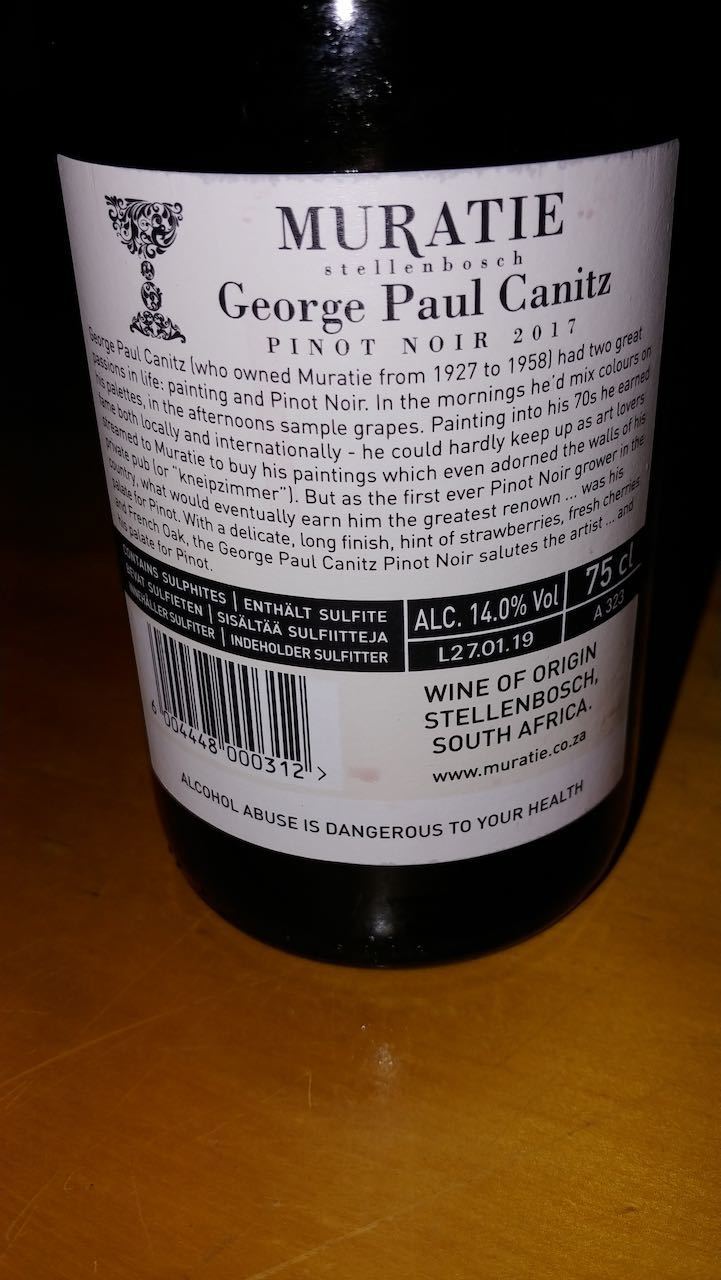 MURATIE
stellenbosch
George Paul Canitz
PINOT NOIR 2017
George Paul Canitz (who owned Muratie from 1927 to 1958) had two great
passions in life: painting and Pinot Noir. In the mornings he'd mix colours on
his palettes, in the afternoons sample grapes. Painting into his 70s he earned
fame both locally and internationally - he could hardly keep up as art lovers
streamed to Muratie to buy his paintings which even adorned the walls of his
private pub (or "kneipzimmer"). But as the first ever Pinot Noir grower in the
country, what would eventually earn him the greatest renown ... was his
palate for Pinot. With a delicate, long finish, hint of strawberries, fresh cherries
and French Oak, the George Paul Canitz Pinot Noir salutes the artist ... and
his palate for Pinot.
CONTAINS SULPHITES | ENTHÄLT SULFITE
BEVAT SULFIETEN | SISÄLTÄÄ SULFIITTEJA
INNEHÅLLER SULFITER | INDEHOLDER SULFITTER
ALC. 14.0% Vol
75 cl
L27.01.19
A 323
6 004448 000312 >
WINE OF ORIGIN
STELLENBOSCH,
SOUTH AFRICA.
www.muratie.co.za
ALCOHOL ABUSE IS DANGEROUS TO YOUR HEALTH